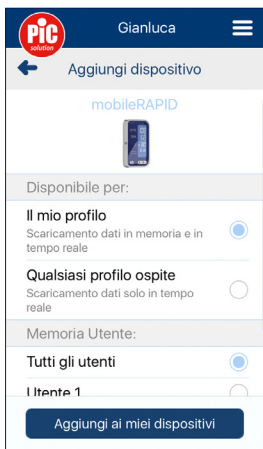 PiC
solution
Gianluca
Aggiungi dispositivo
mobileRAPID
Disponibile per:
Il mio profilo
Scaricamento dati in memoria e in
tempo reale
Qualsiasi profilo ospite
Scaricamento dati solo in tempo
reale
Memoria Utente:
Tutti gli utenti
Utente 1
Aggiungi ai miei dispositivi